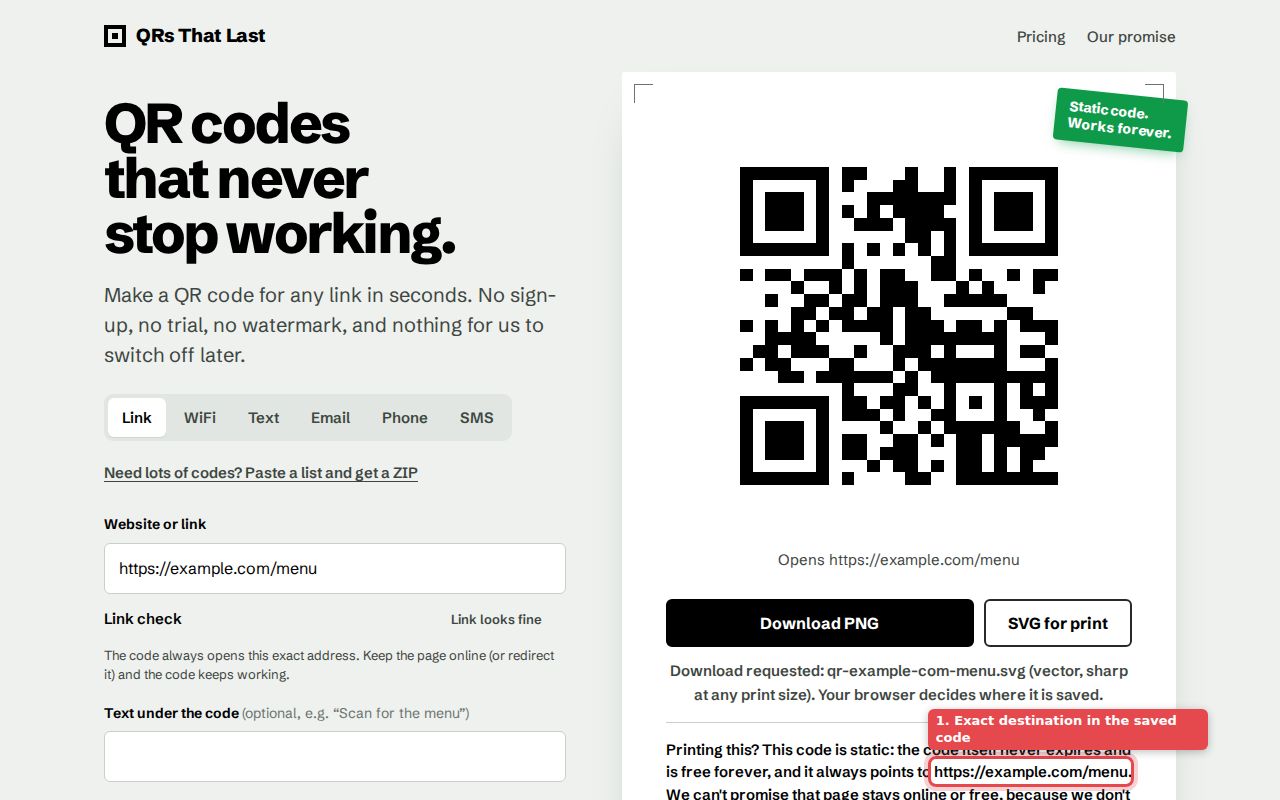 QRs That Last
Pricing
Our promise
QR codes
that never
stop working.
Make a QR code for any link in seconds. No sign-
up, no trial, no watermark, and nothing for us to
switch off later.
Link
WiFi
Text
Email
Phone
SMS
Need lots of codes? Paste a list and get a ZIP
Website or link
https://example.com/menu
Link check
Link looks fine
The code always opens this exact address. Keep the page online (or redirect
it) and the code keeps working.
Text under the code (optional, e.g. “Scan for the menu”)
Static code.
Works forever.
Opens https://example.com/menu
Download PNG
SVG for print
Download requested: qr-example-com-menu.svg (vector, sharp
at any print size). Your browser decides where it is saved.
1. Exact destination in the saved
code
Printing this? This code is static: the code itself never expires and
is free forever, and it always points to https://example.com/menu.
We can't promise that page stays online or free, because we don't